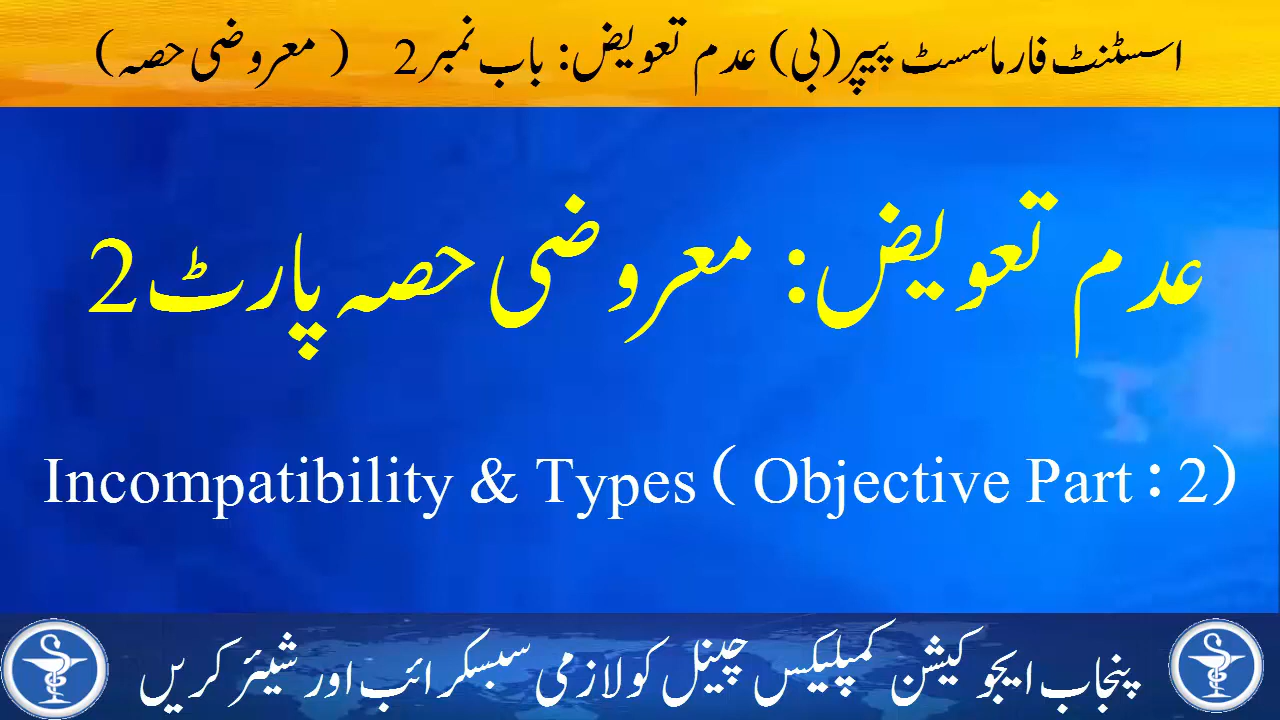 اسسٹنٹ فارماسسٹ پیپر(بی) عدم تعویض: باب نمبر 2 ( معروضی حصہ )
عدم تعویض: معروضی حصہ پارٹ 2
Incompatibility & Types ( Objective Part : 2)
پنجاب ایجوکیشن کمپلیکس چینل کو لازمی سبسکرائب اور شیئر کریں